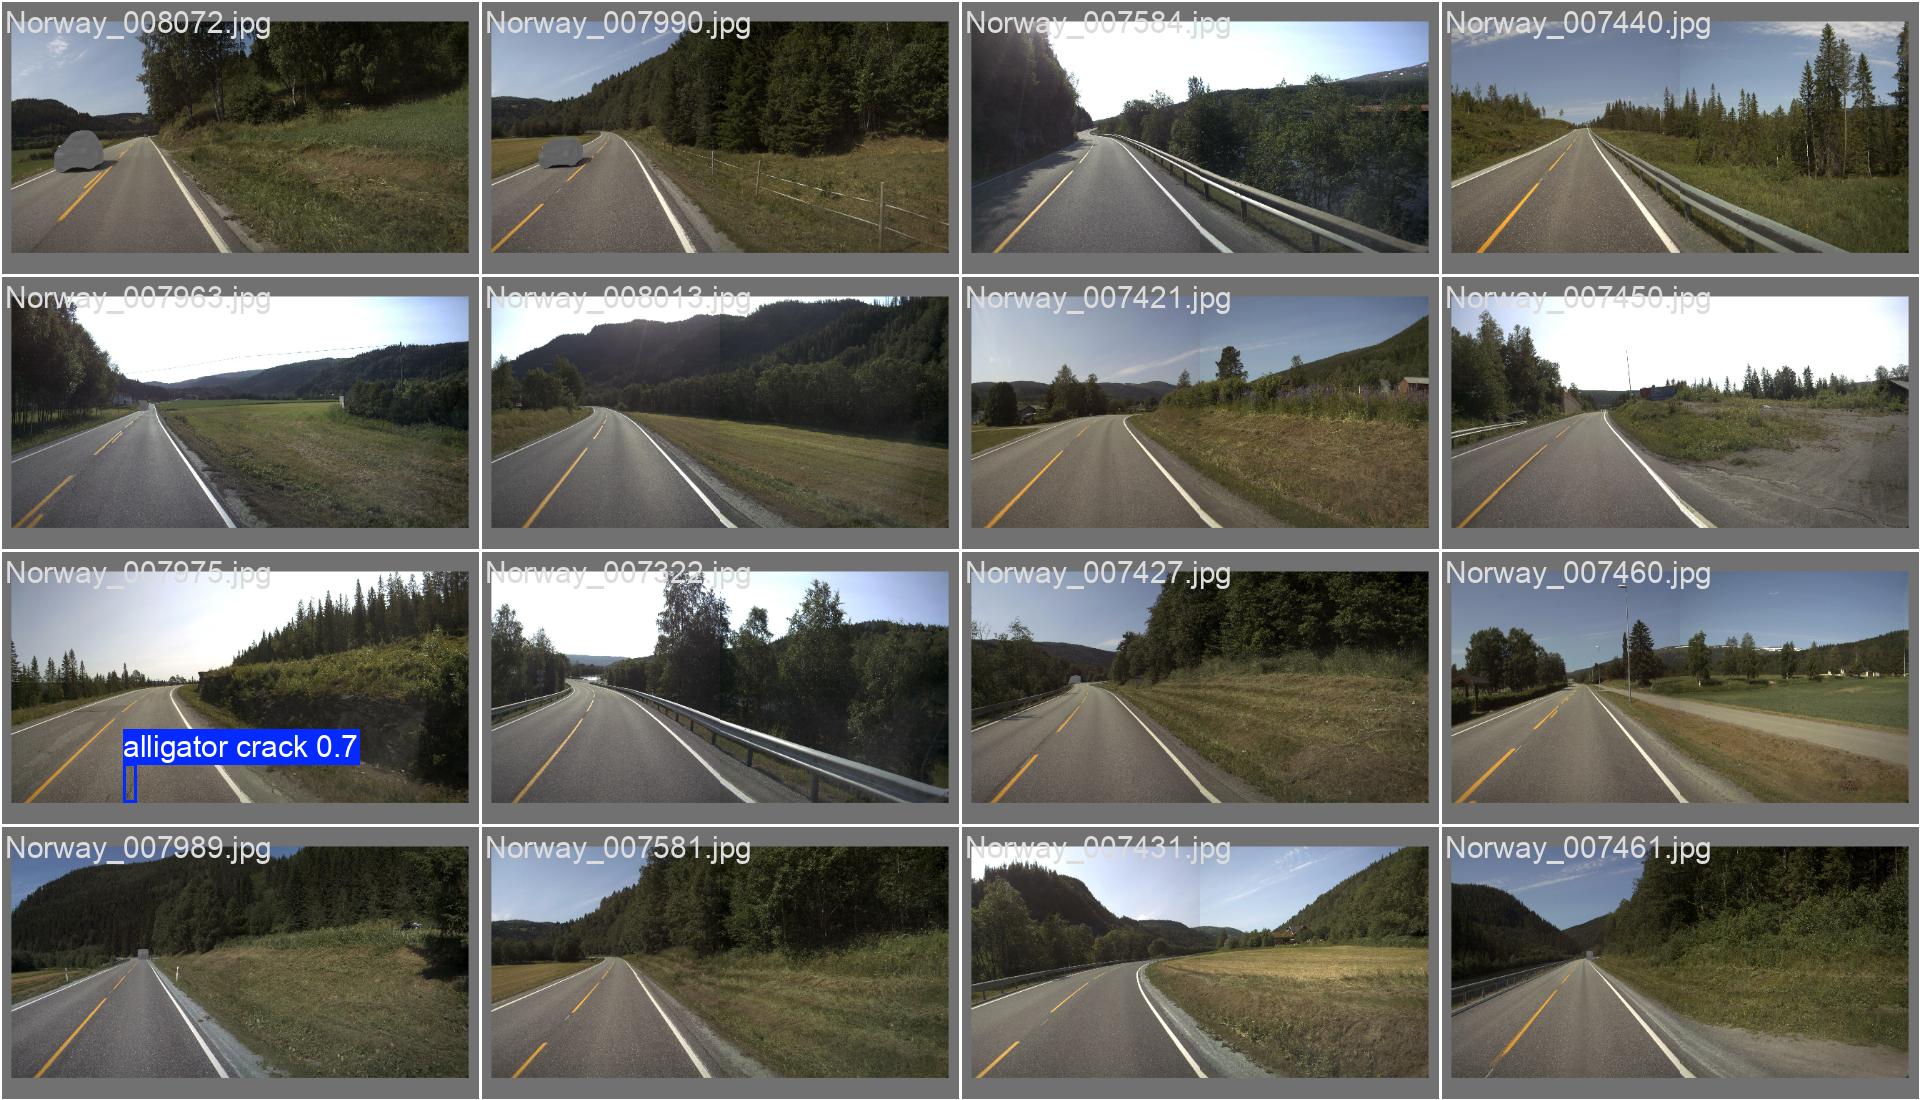 Norway_008072.jpg
Norway_007990.jpg
Norway_007584.jpg
Norway_007440.jpg
Norway_007963.jpg
Norway_008013.jpg
Norway_007421.jpg
Norway_007450.jpg
Norway_007975.jpg
Norway_007322.jpg
Norway_007427.jpg
Norway_007460.jpg
alligator crack 0.7
Norway_007989.jpg
Norway_007581.jpg
Norway_007431.jpg
Norway_007461.jpg